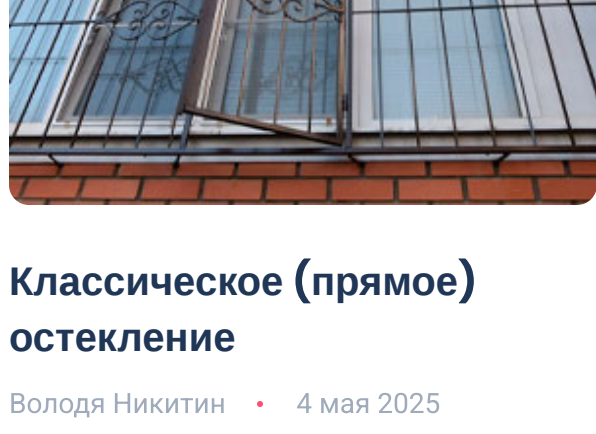 Классическое (прямое)
остекление
Володя Никитин • 4 мая 2025